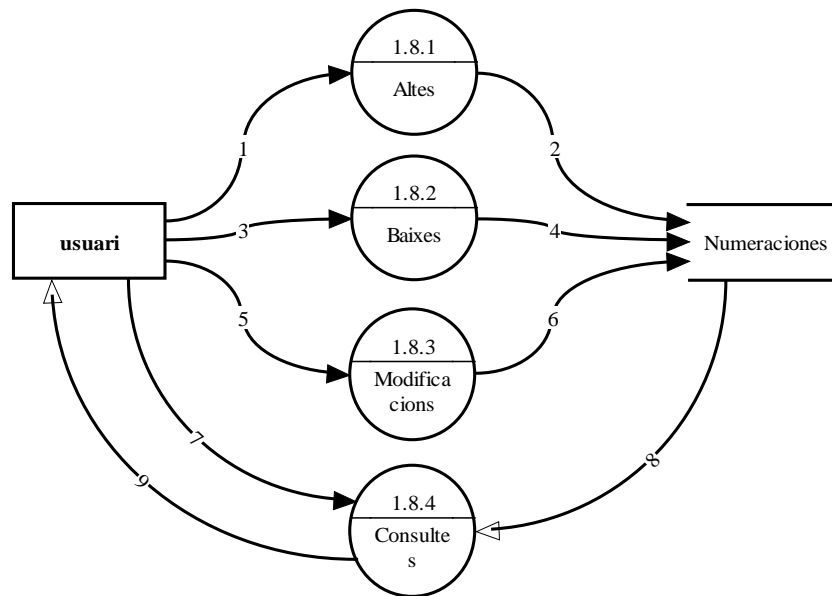 1.8.1
Altes
1
2
1.8.2
usuari
3
Baixes
4
Numeraciones
5
1.8.3
6
Modifica
cions
7
8
9
1.8.4
Consulte
s